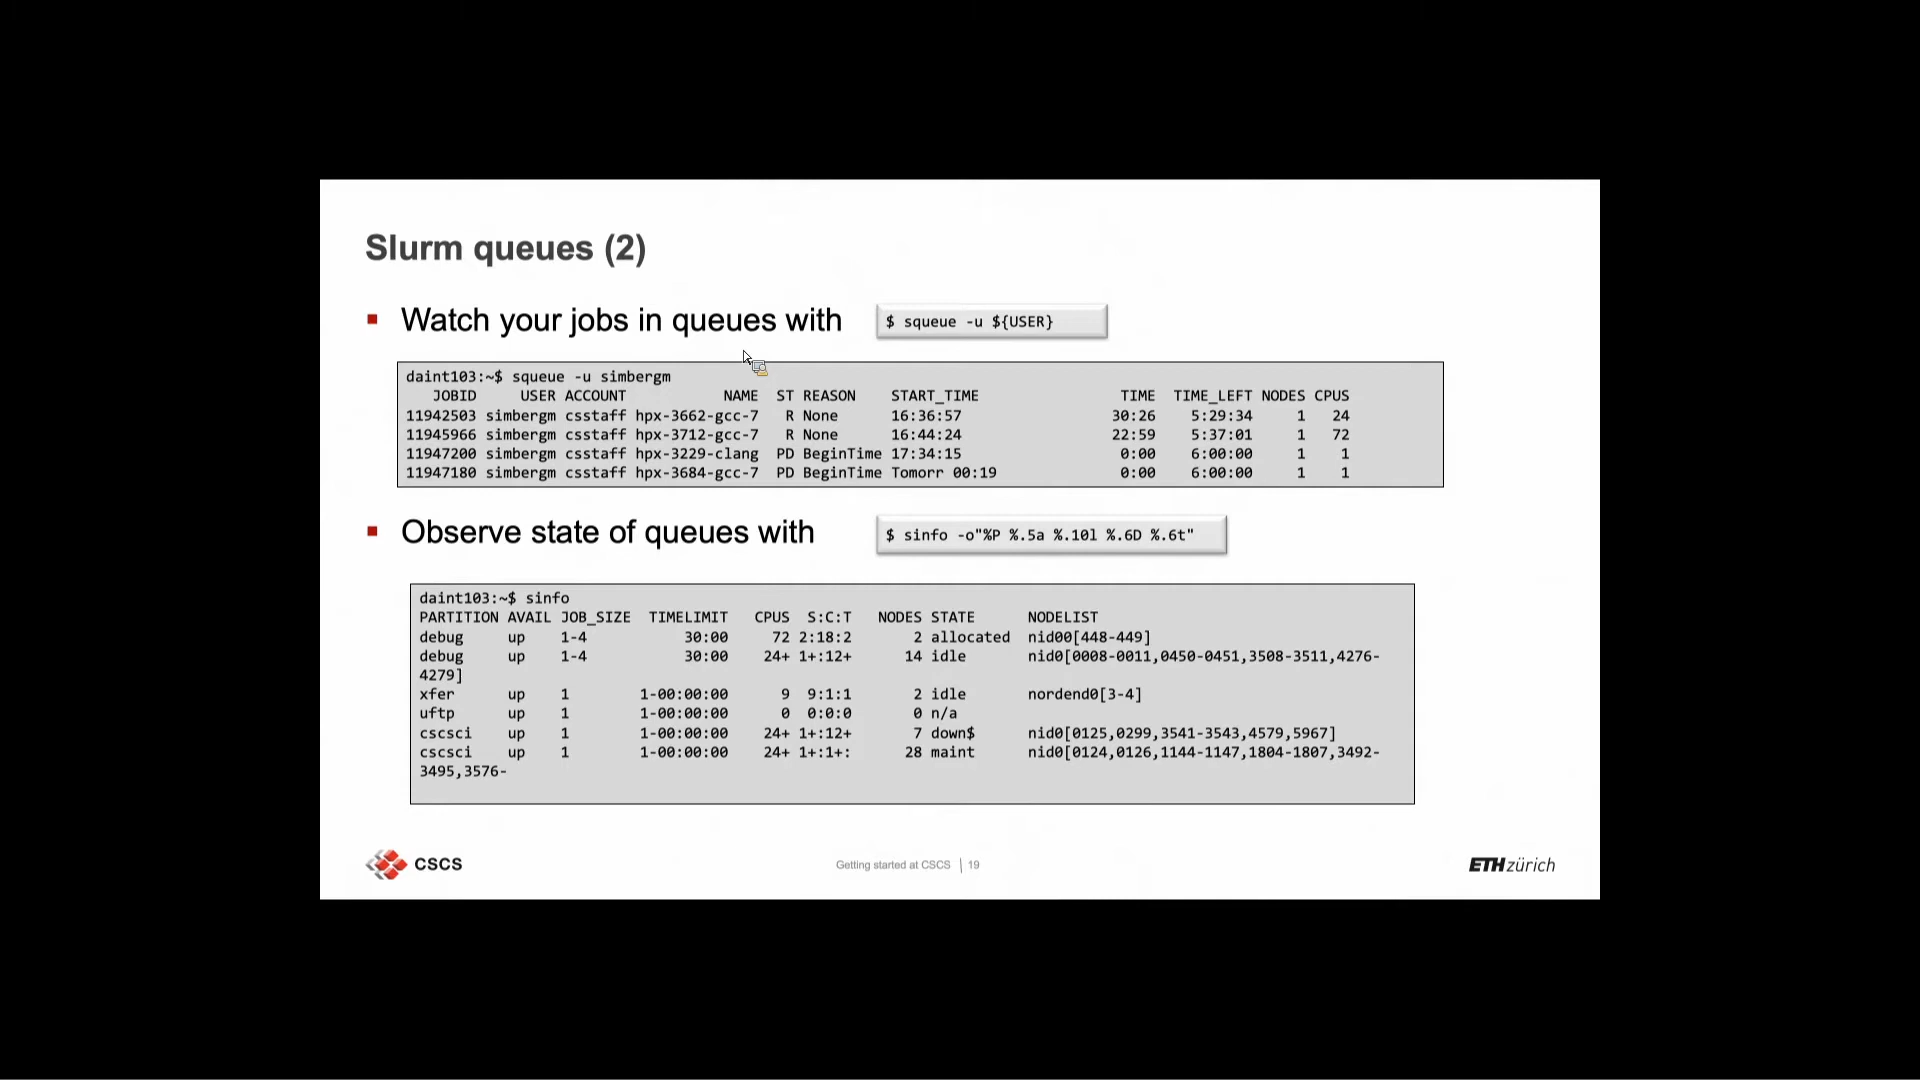 Slurm queues (2)
Watch your jobs in queues with
$ squeue -u ${USER}
daint103:~$ squeue -u simbergm
JOBID USER ACCOUNT NAME ST REASON START_TIME TIME TIME_LEFT NODES CPUS
11942503 simbergm csstaff hpx-3662-gcc-7 R None 16:36:57 30:26 5:29:34 1 24
11945966 simbergm csstaff hpx-3712-gcc-7 R None 16:44:24 22:59 5:37:01 1 72
11947200 simbergm csstaff hpx-3229-clang PD BeginTime 17:34:15 0:00 6:00:00 1 1
11947180 simbergm csstaff hpx-3684-gcc-7 PD BeginTime Tomorr 00:19 0:00 6:00:00 1 1
Observe state of queues with
$ sinfo -o"%P %.5a %.10l %.6D %.6t"
daint103:~$ sinfo
PARTITION AVAIL JOB_SIZE TIMELIMIT CPUS S:C:T NODES STATE NODELIST
debug up 1-4 30:00 72 2:18:2 2 allocated nid00[448-449]
debug up 1-4 30:00 24+ 1+:12+ 14 idle nid0[0008-0011,0450-0451,3508-3511,4276-
4279]
xfer up 1 1-00:00:00 9 9:1:1 2 idle nordend0[3-4]
uftp up 1 1-00:00:00 0 0:0:0 0 n/a
cscsci up 1 1-00:00:00 24+ 1+:12+ 7 down$ nid0[0125,0299,3541-3543,4579,5967]
cscsci up 1 1-00:00:00 24+ 1+:1+: 28 maint nid0[0124,0126,1144-1147,1804-1807,3492-
3495,3576-
CSCS
Getting started at CSCS | 19
ETH zürich